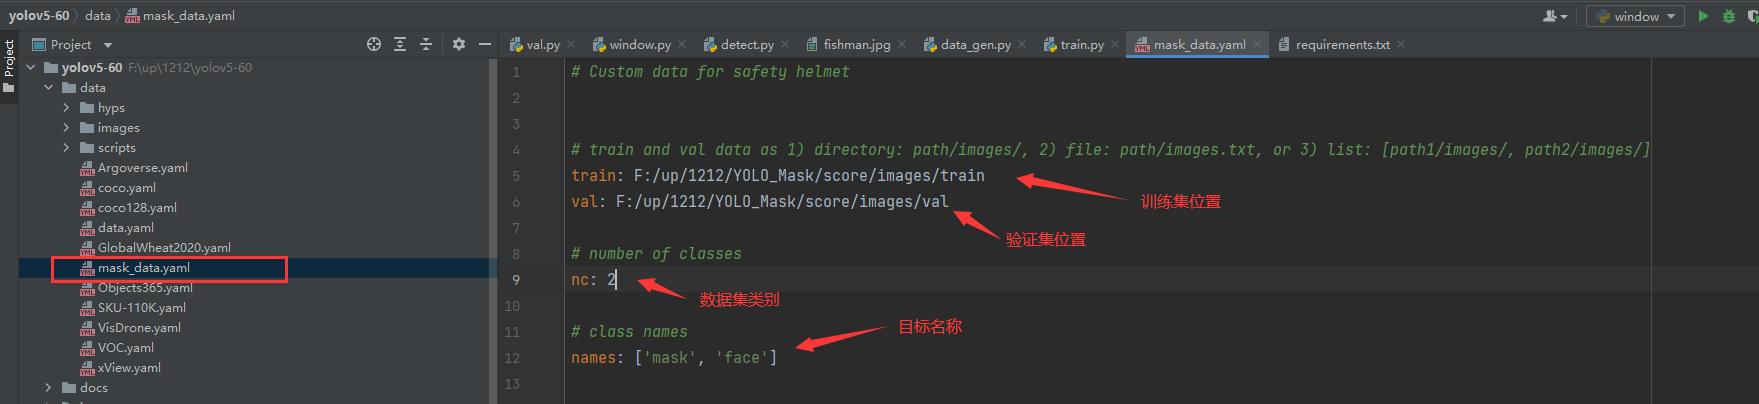 yolov5-60 data mask_data.yaml
window
Project
Project
val.py window.py detect.py fishman.jpg data_gen.py train.py mask_data.yaml requirements.txt
yolov5-60 F:\up\1212\yolov5-60
data
hyps
images
scripts
Argoverse.yaml
coco.yaml
coco128.yaml
data.yaml
GlobalWheat2020.yaml
mask_data.yaml
Objects365.yaml
SKU-110K.yaml
VisDrone.yaml
VOC.yaml
xView.yaml
docs
1 # Custom data for safety helmet
2
3
4 # train and val data as 1) directory: path/images/, 2) file: path/images.txt, or 3) list: [path1/images/, path2/images/]
5 train: F:/up/1212/YOLO_Mask/score/images/train
训练集位置
6 val: F:/up/1212/YOLO_Mask/score/images/val
验证集位置
7
8 # number of classes
9 nc: 2
数据集类别
10
11 # class names
目标名称
12 names: ['mask', 'face']
13